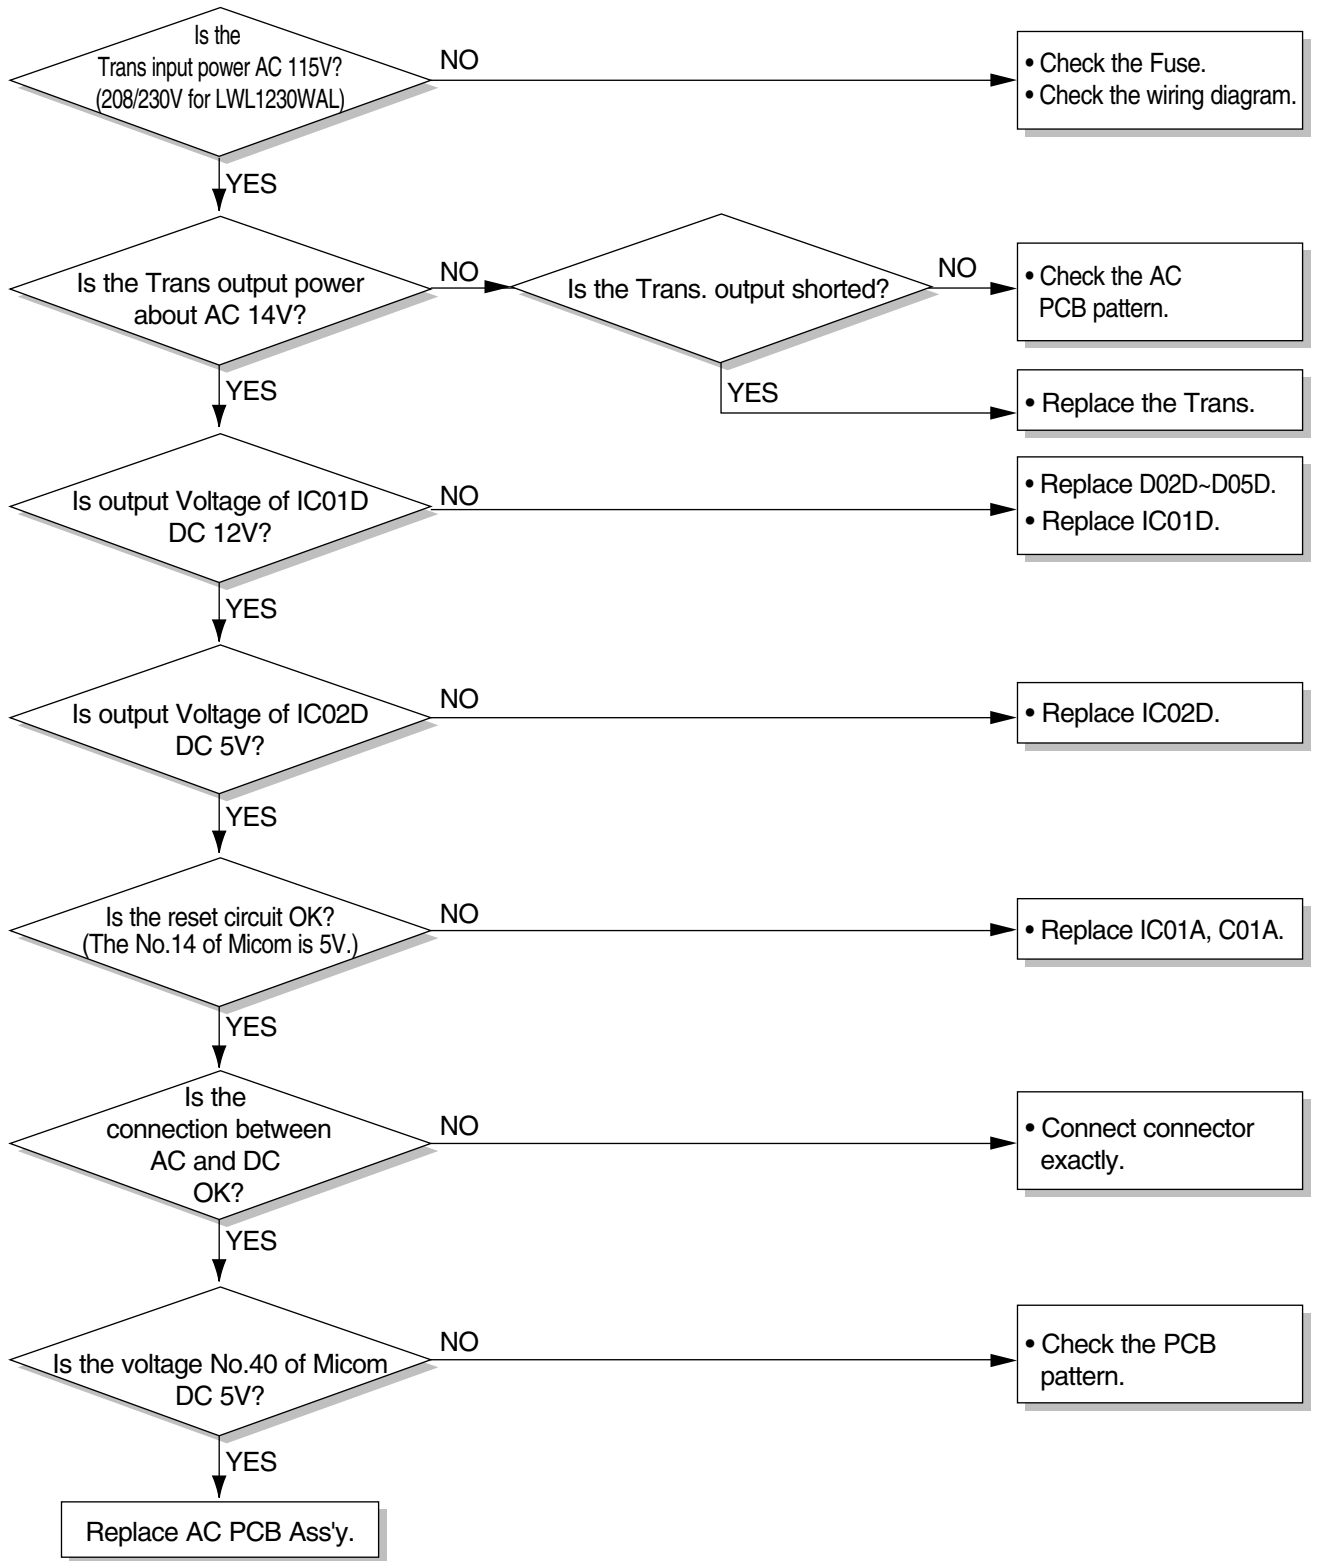 Is the
Trans input power AC 115V?
(208/230V for LWL1230WAL)
NO
• Check the Fuse.
• Check the wiring diagram.
YES
Is the Trans output power
about AC 14V?
NO
Is the Trans. output shorted?
NO
• Check the AC
PCB pattern.
YES
YES
• Replace the Trans.
Is output Voltage of IC01D
DC 12V?
NO
• Replace D02D~D05D.
• Replace IC01D.
YES
Is output Voltage of IC02D
DC 5V?
NO
• Replace IC02D.
YES
Is the reset circuit OK?
(The No.14 of Micom is 5V.)
NO
• Replace IC01A, C01A.
YES
Is the
connection between
AC and DC
OK?
NO
• Connect connector
exactly.
YES
Is the voltage No.40 of Micom
DC 5V?
NO
• Check the PCB
pattern.
YES
Replace AC PCB Ass'y.